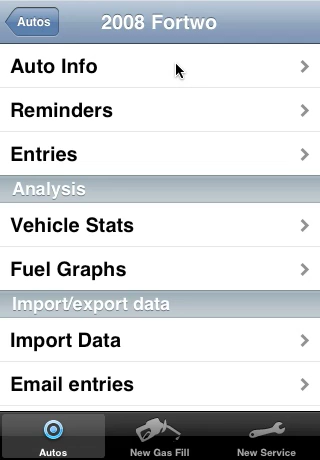 Autos
2008 Fortwo
Auto Info
Reminders
Entries
Analysis
Vehicle Stats
Fuel Graphs
Import/export data
Import Data
Email entries
Autos
New Gas Fill
New Service